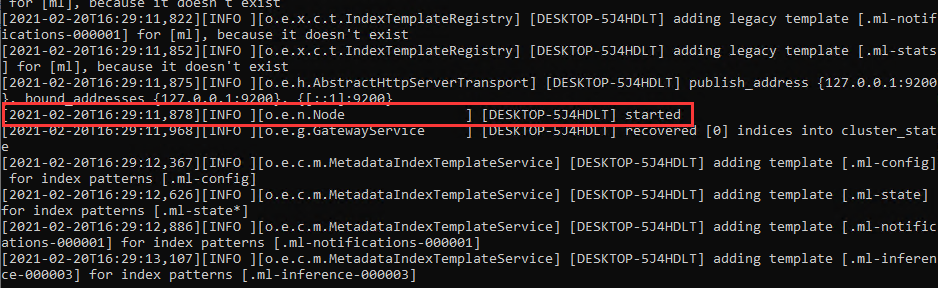 for [ml], because it doesn't exist
[2021-02-20T16:29:11,822][INFO ][o.e.x.c.t.IndexTemplateRegistry] [DESKTOP-5J4HDLT] adding legacy template [.ml-notif
ications-000001] for [ml], because it doesn't exist
[2021-02-20T16:29:11,852][INFO ][o.e.x.c.t.IndexTemplateRegistry] [DESKTOP-5J4HDLT] adding legacy template [.ml-stats
] for [ml], because it doesn't exist
[2021-02-20T16:29:11,875][INFO ][o.e.h.AbstractHttpServerTransport] [DESKTOP-5J4HDLT] publish_address {127.0.0.1:9200
}, bound_addresses {127.0.0.1:9200}, {[::1]:9200}
[2021-02-20T16:29:11,878][INFO ][o.e.n.Node               ] [DESKTOP-5J4HDLT] started
[2021-02-20T16:29:11,968][INFO ][o.e.g.GatewayService     ] [DESKTOP-5J4HDLT] recovered [0] indices into cluster_stat
e
[2021-02-20T16:29:12,367][INFO ][o.e.c.m.MetadataIndexTemplateService] [DESKTOP-5J4HDLT] adding template [.ml-config]
for index patterns [.ml-config]
[2021-02-20T16:29:12,626][INFO ][o.e.c.m.MetadataIndexTemplateService] [DESKTOP-5J4HDLT] adding template [.ml-state]
for index patterns [.ml-state*]
[2021-02-20T16:29:12,886][INFO ][o.e.c.m.MetadataIndexTemplateService] [DESKTOP-5J4HDLT] adding template [.ml-notific
ations-000001] for index patterns [.ml-notifications-000001]
[2021-02-20T16:29:13,107][INFO ][o.e.c.m.MetadataIndexTemplateService] [DESKTOP-5J4HDLT] adding template [.ml-inferen
ce-000003] for index patterns [.ml-inference-000003]